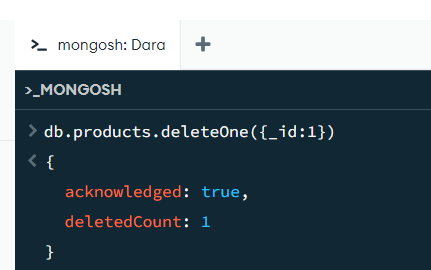 >_ mongosh: Dara +
>_MONGOSH
> db.products.deleteOne({_id:1})
< {
acknowledged: true,
deletedCount: 1
}